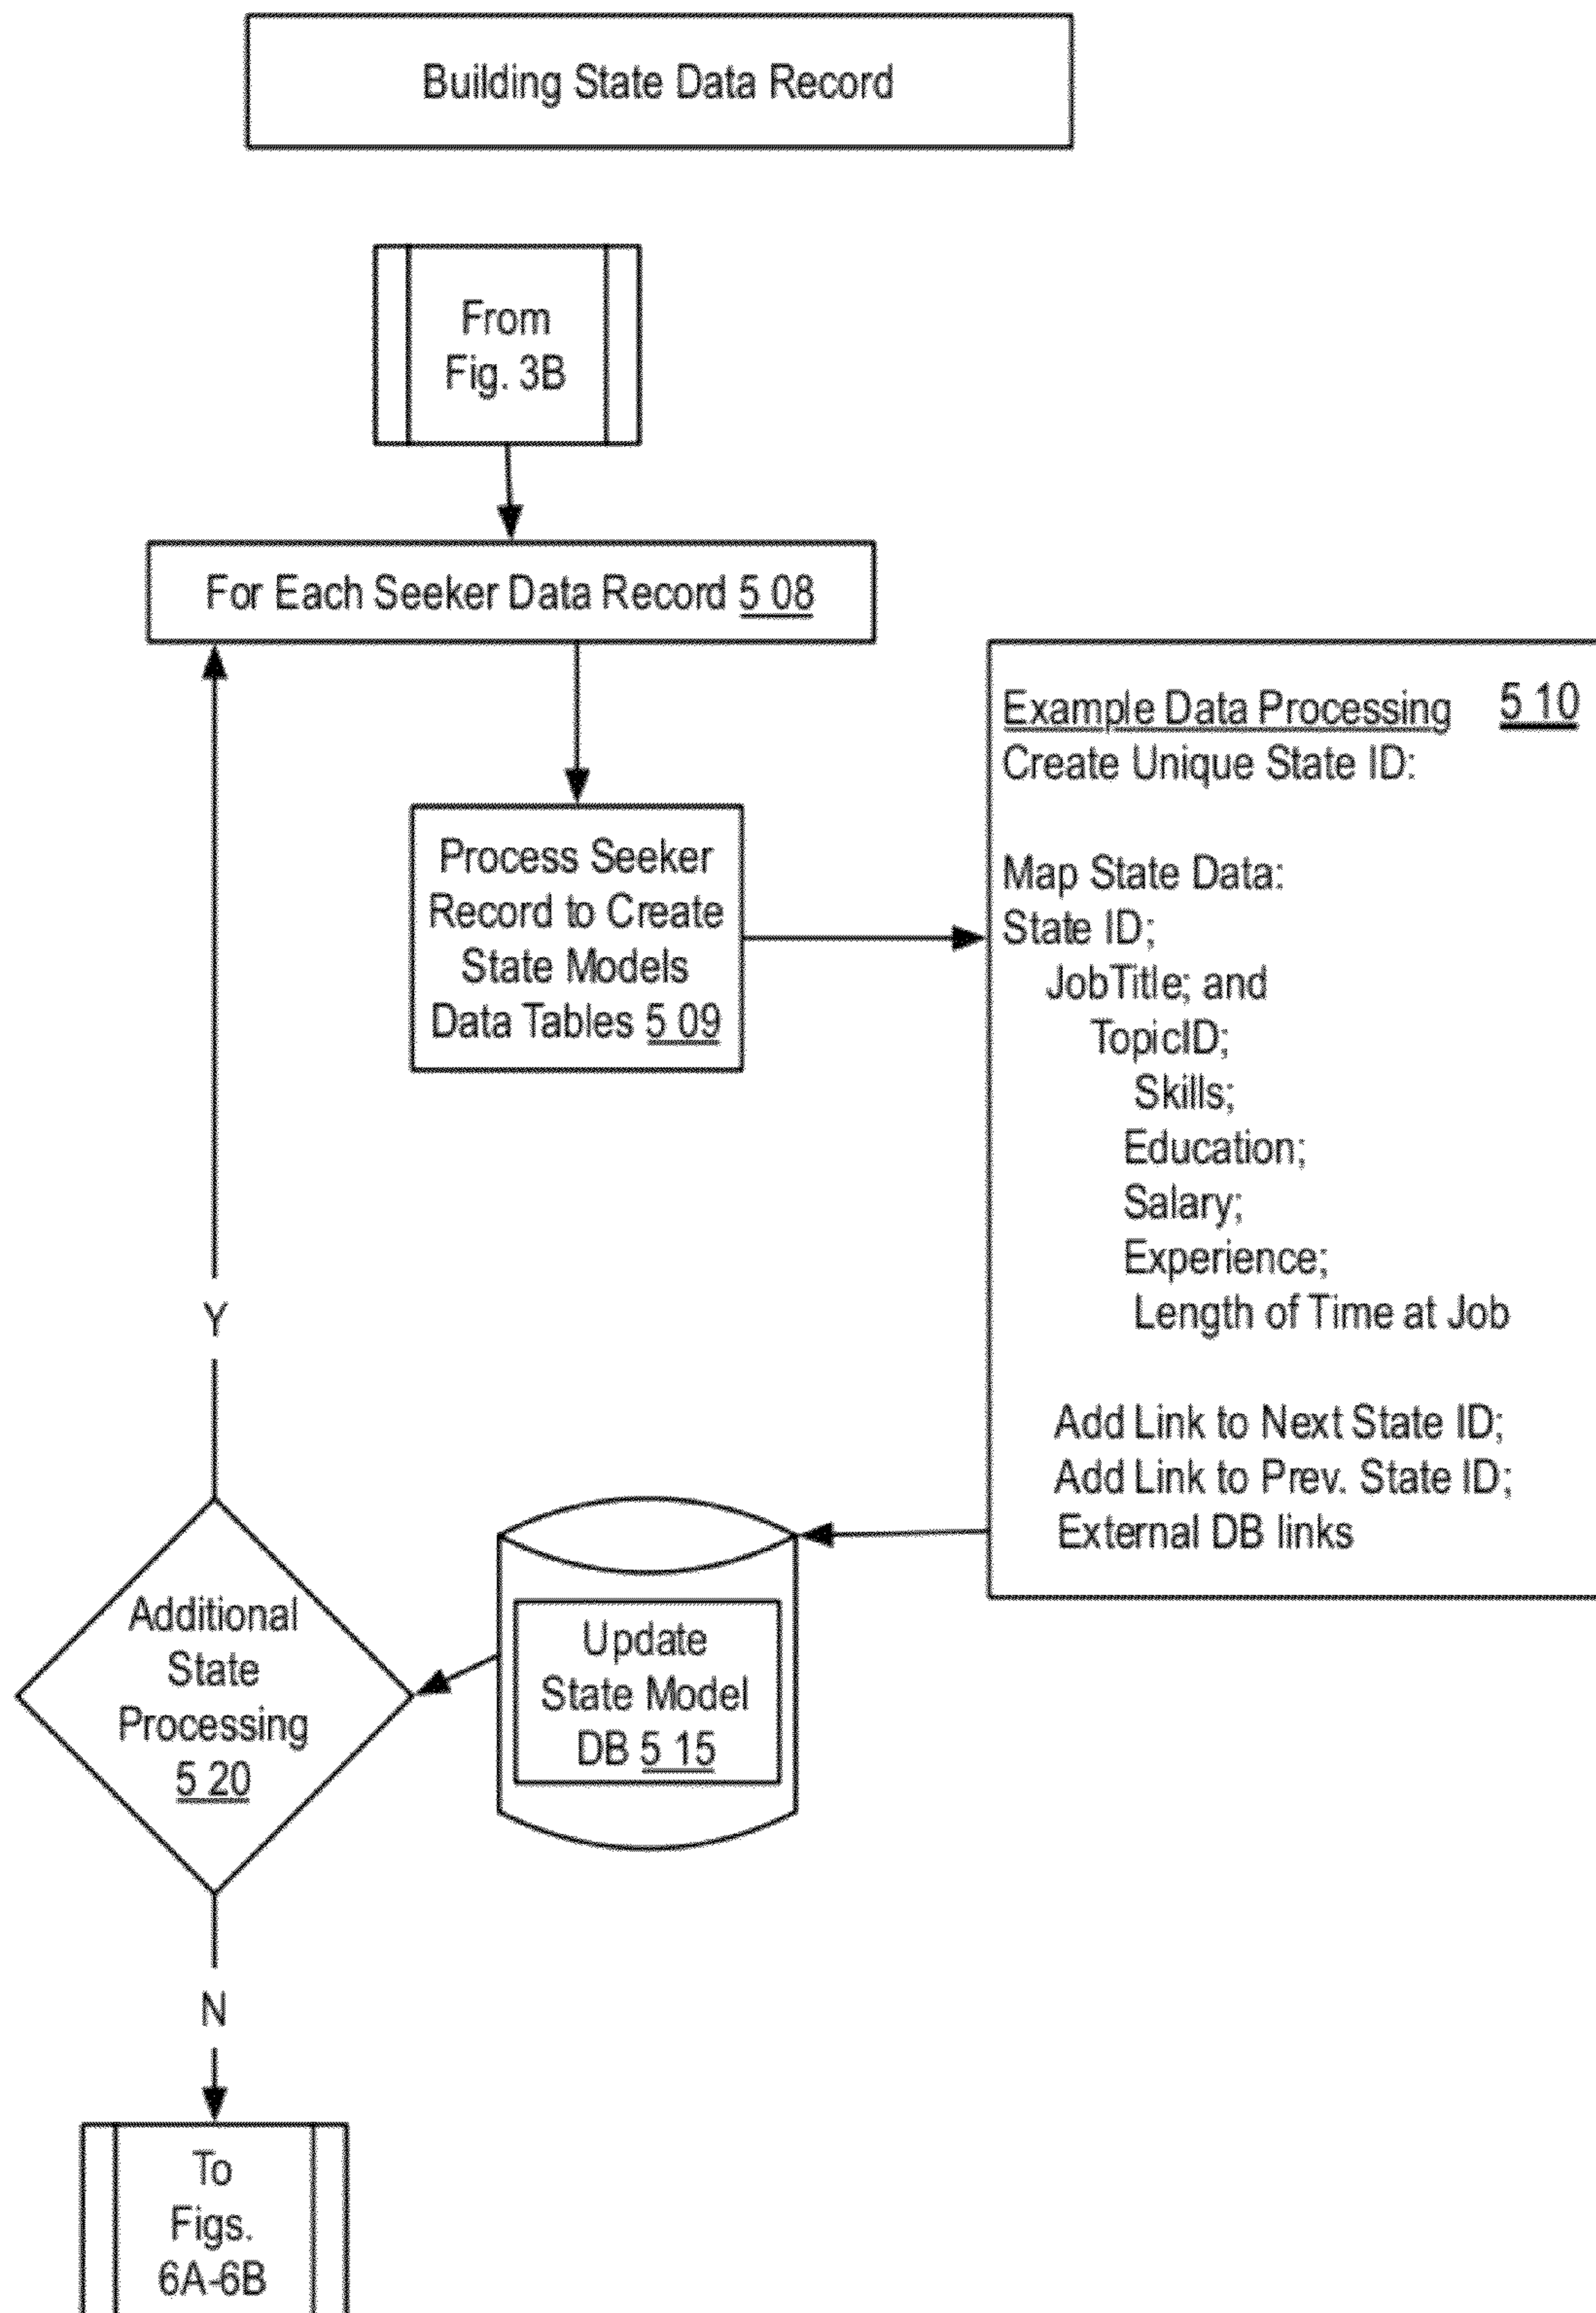 Building State Data Record
From
Fig. 3B
For Each Seeker Data Record 5 08
Process Seeker
Record to Create
State Models
Data Tables 5 09
Example Data Processing 5 10
Create Unique State ID:
Map State Data:
State ID;
JobTitle; and
TopicID;
Skills;
Education;
Salary;
Experience;
Length of Time at Job
Add Link to Next State ID;
Add Link to Prev. State ID;
External DB links
Y
Update
State Model
DB 5 15
Additional
State
Processing
5 20
N
To
Figs.
6A-6B